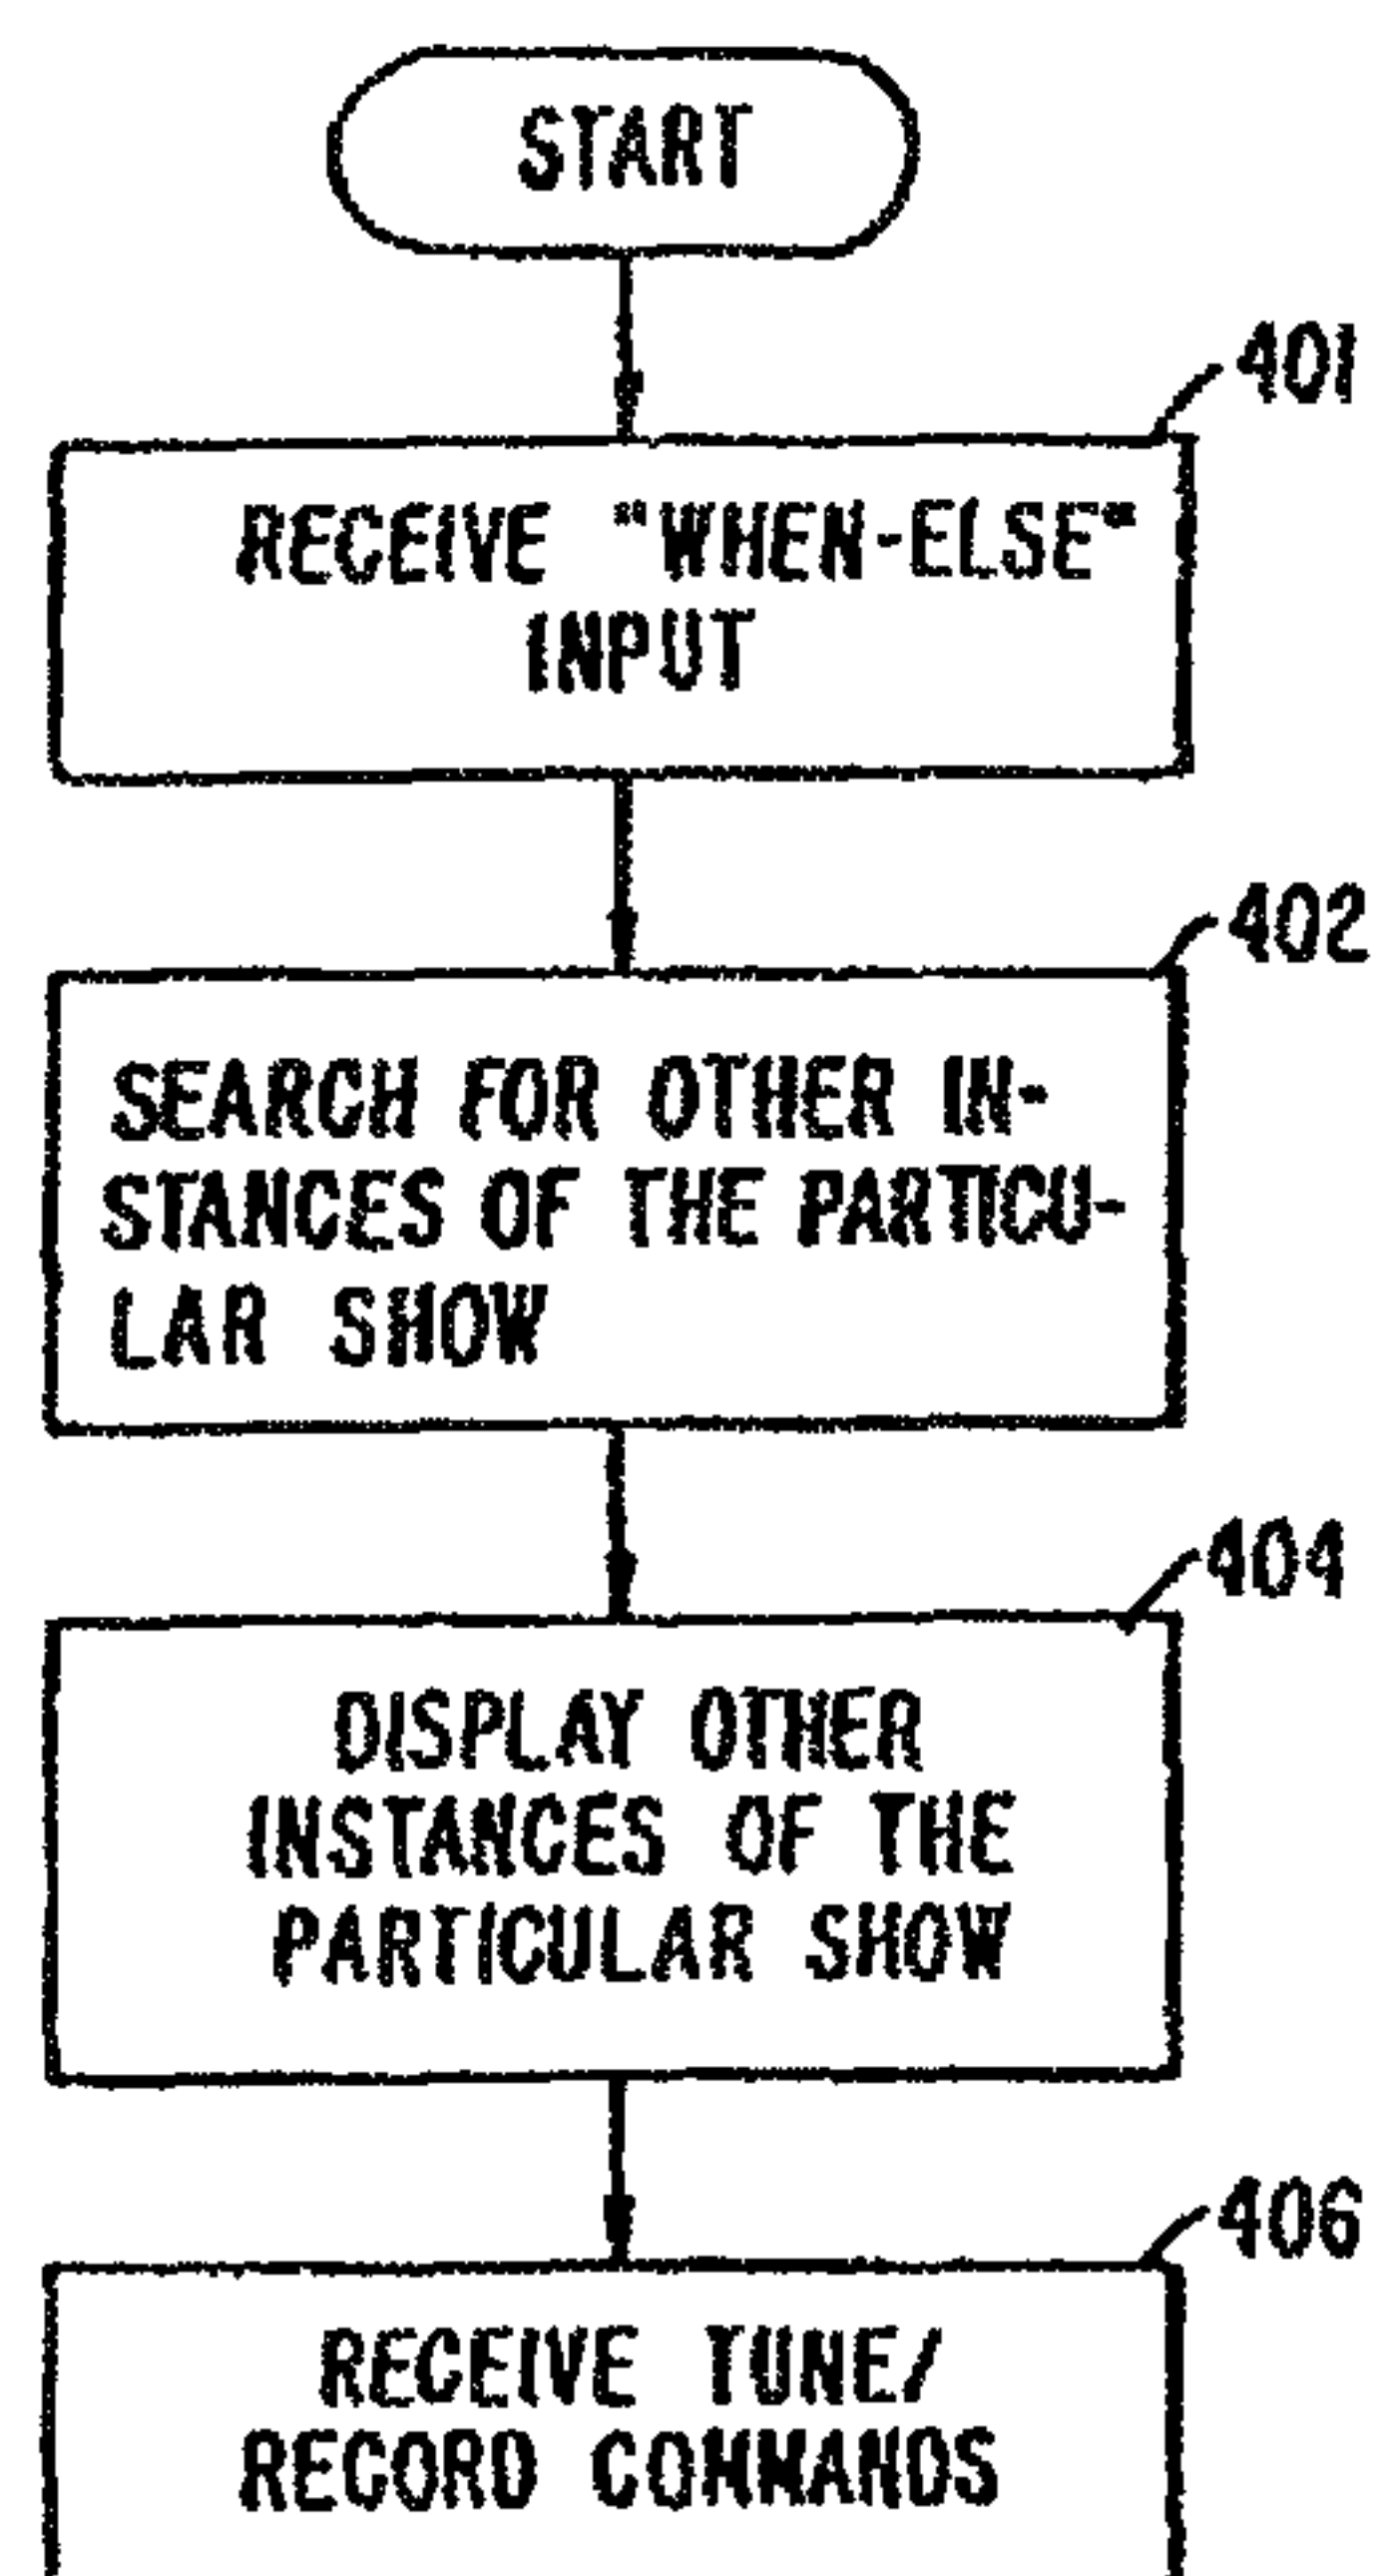 START
401
RECEIVE "WHEN-ELSE"
INPUT
402
SEARCH FOR OTHER IN-
STANCES OF THE PARTICU-
LAR SHOW
404
DISPLAY OTHER
INSTANCES OF THE
PARTICULAR SHOW
406
RECEIVE TUNE/
RECORD COMMANDS